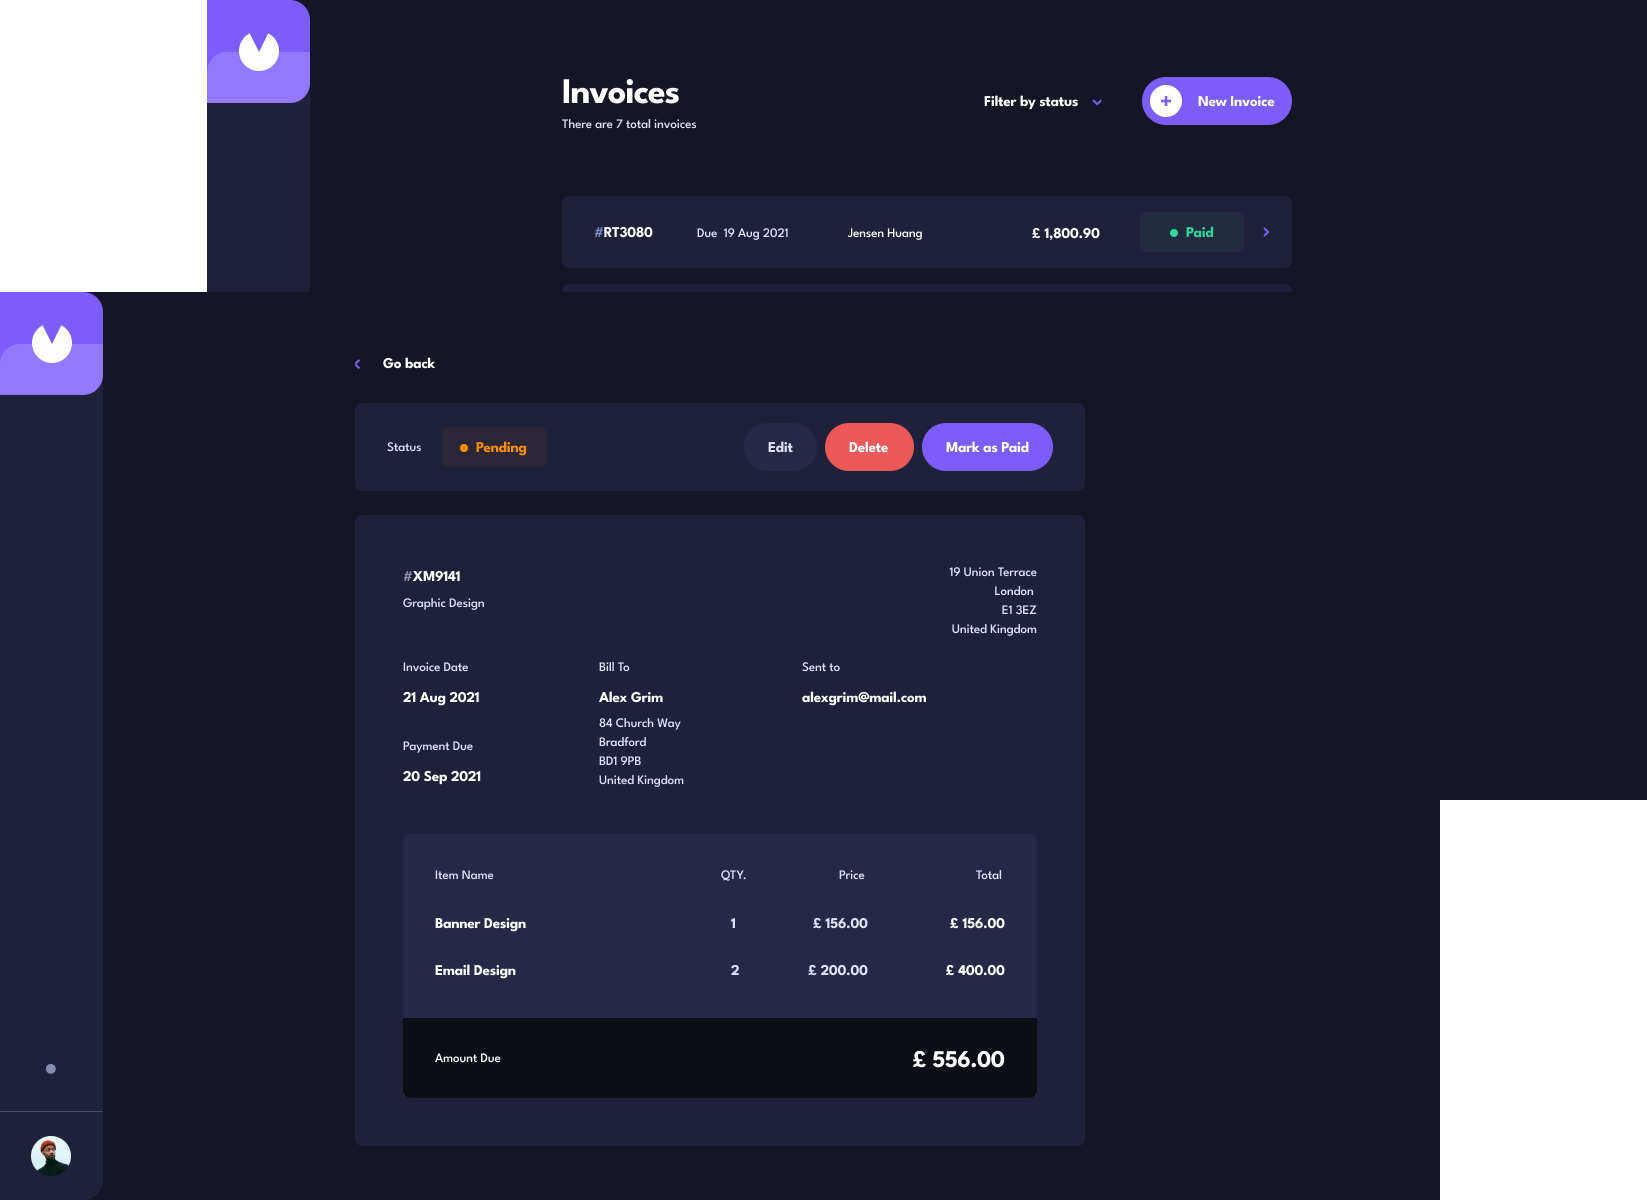 Invoices
There are 7 total invoices
Filter by status
New Invoice
#RT3080 Due 19 Aug 2021 Jensen Huang £ 1,800.90 Paid
Go back
Status Pending Edit Delete Mark as Paid
#XM9141
Graphic Design
19 Union Terrace
London
E1 3EZ
United Kingdom
Invoice Date
21 Aug 2021
Payment Due
20 Sep 2021
Bill To
Alex Grim
84 Church Way
Bradford
BD1 9PB
United Kingdom
Sent to
alexgrim@mail.com
Item Name QTY. Price Total
Banner Design 1 £ 156.00 £ 156.00
Email Design 2 £ 200.00 £ 400.00
Amount Due £ 556.00